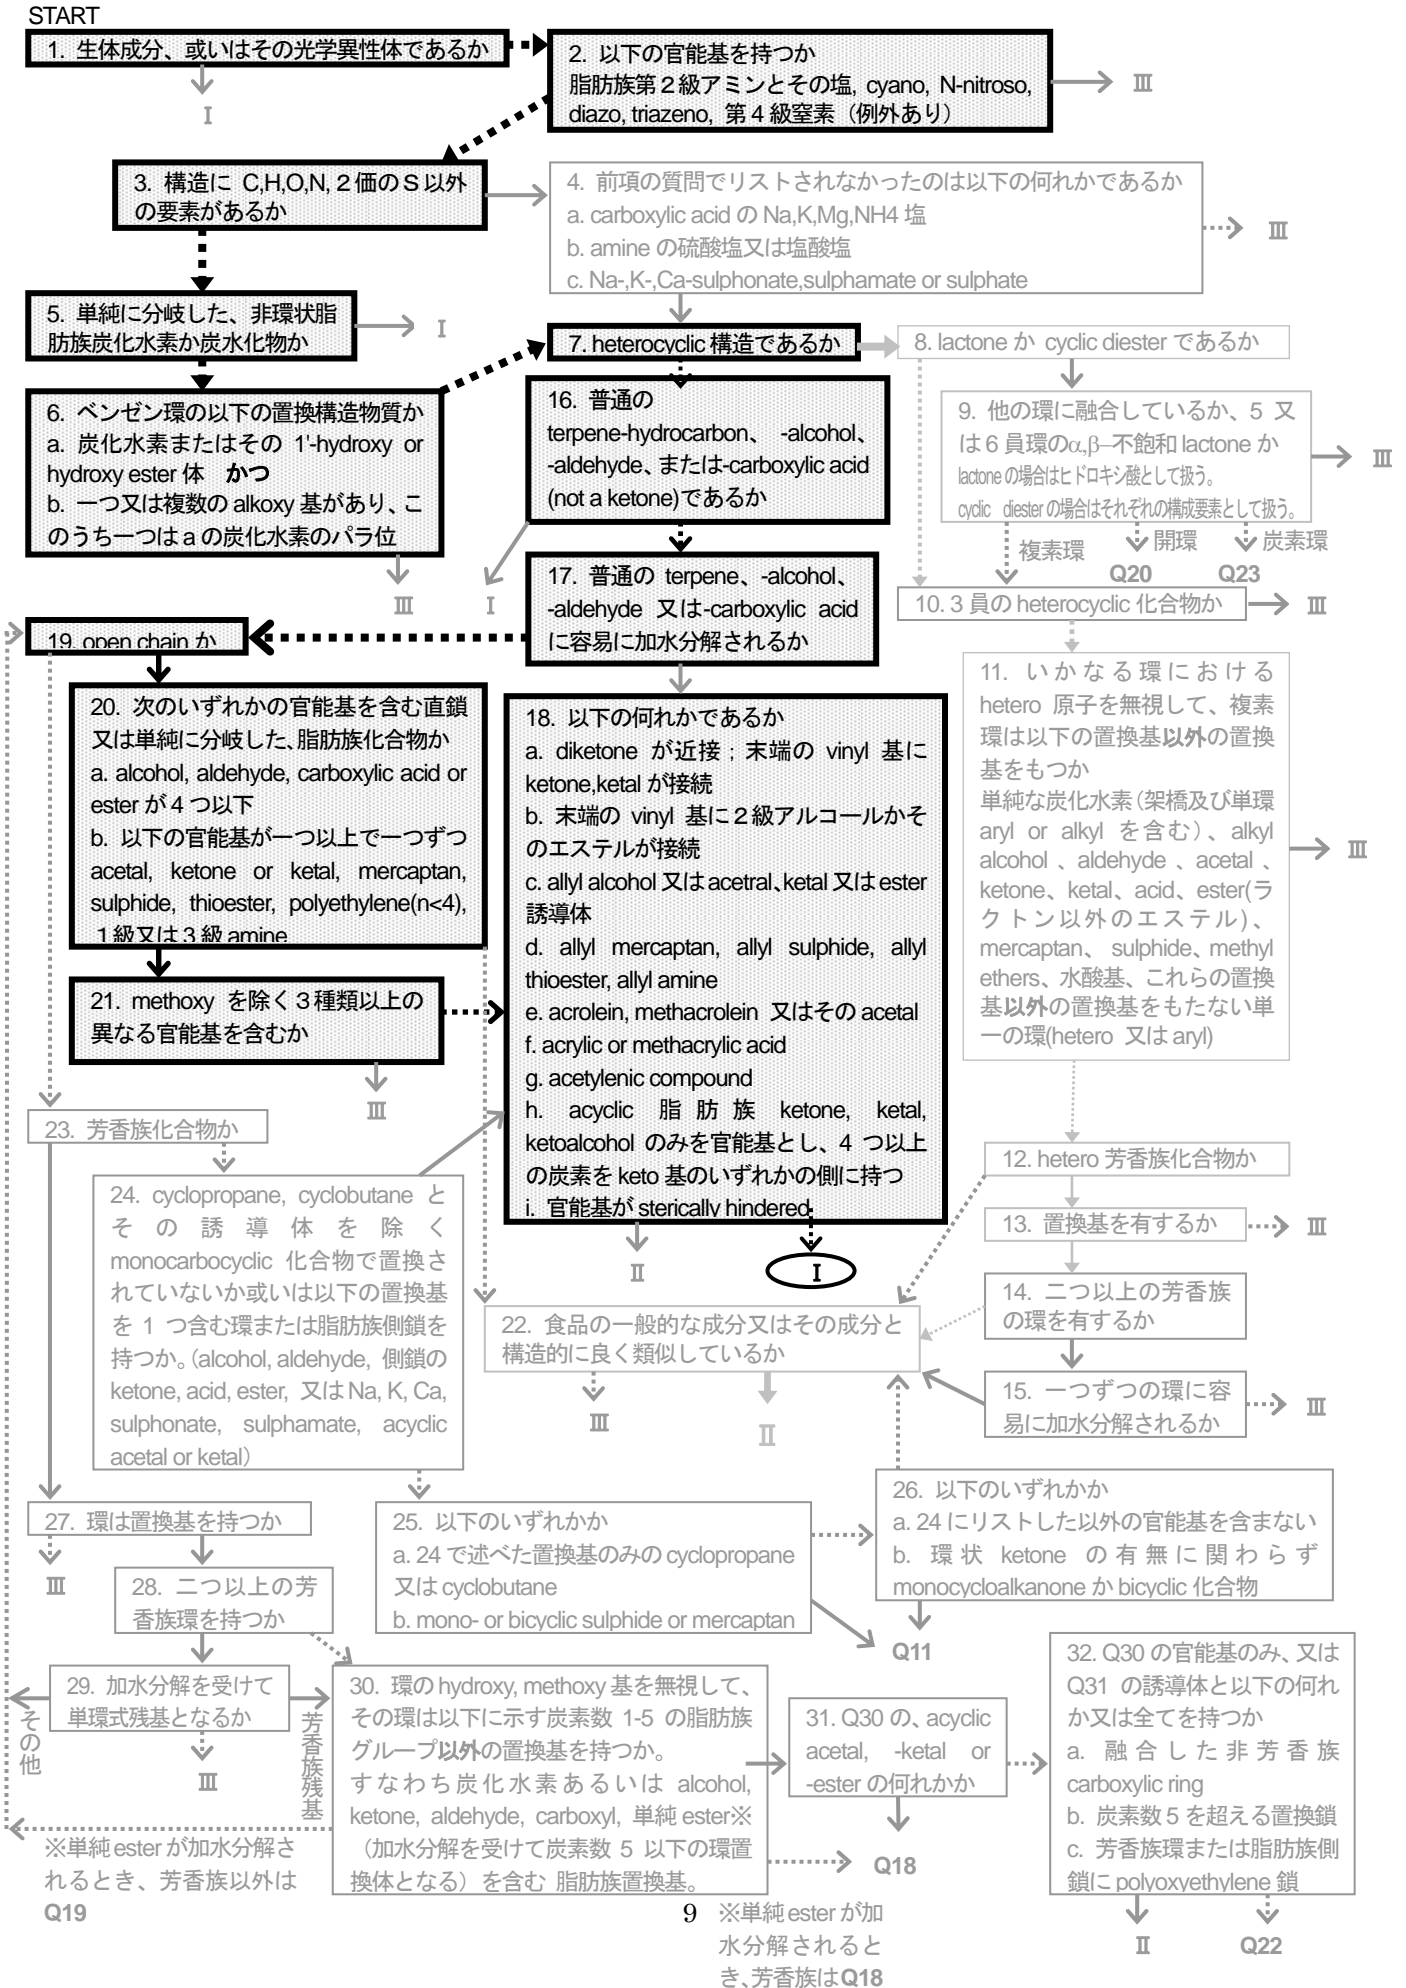 START
1. 生体成分、或いはその光学異性体であるか
I
2. 以下の官能基を持つか
脂肪族第２級アミンとその塩, cyano, N-nitroso,
diazo, triazeno, 第４級窒素（例外あり）
III
3. 構造に C,H,O,N,２価のＳ以外
の要素があるか
4. 前項の質問でリストされなかったのは以下の何れかであるか
a. carboxylic acid の Na,K,Mg,NH4 塩
b. amine の硫酸塩又は塩酸塩
c. Na-,K-,Ca-sulphonate,sulphamate or sulphate
III
5. 単純に分岐した、非環状脂
肪族炭化水素か炭水化物か
I
6. ベンゼン環の以下の置換構造物質か
a. 炭化水素またはその 1'-hydroxy or
hydroxy ester 体 かつ
b. 一つ又は複数の alkoxy 基があり、こ
のうち一つはａの炭化水素のパラ位
III
7. heterocyclic 構造であるか
8. lactone か cyclic diester であるか
9. 他の環に融合しているか、5 又
は６員環のα,β–不飽和 lactone か
lactone の場合はヒドロキシ酸として扱う。
cyclic diester の場合はそれぞれの構成要素として扱う。
III
複素環
開環
炭素環
Q20
Q23
16. 普通の
terpene-hydrocarbon、 -alcohol、
-aldehyde、または-carboxylic acid
(not a ketone)であるか
I
17. 普通の terpene、-alcohol、
-aldehyde 又は-carboxylic acid
に容易に加水分解されるか
10. 3 員の heterocyclic 化合物か
III
19. open chain か
11. いかなる環における
hetero 原子を無視して、複素
環は以下の置換基以外の置換
基をもつか
単純な炭化水素（架橋及び単環
aryl or alkyl を含む）、alkyl
alcohol 、aldehyde 、acetal 、
ketone、ketal、acid、ester(ラ
クトン以外のエステル)、
mercaptan、 sulphide、methyl
ethers、水酸基、これらの置換
基以外の置換基をもたない単
一の環(hetero 又は aryl)
III
20. 次のいずれかの官能基を含む直鎖
又は単純に分岐した、脂肪族化合物か
a. alcohol, aldehyde, carboxylic acid or
ester が４つ以下
b. 以下の官能基が一つ以上で一つずつ
acetal, ketone or ketal, mercaptan,
sulphide, thioester, polyethylene(n<4),
１級又は３級 amine
18. 以下の何れかであるか
a. diketone が近接；末端の vinyl 基に
ketone,ketal が接続
b. 末端の vinyl 基に２級アルコールかそ
のエステルが接続
c. allyl alcohol 又は acetral,ketal 又は ester
誘導体
d. allyl mercaptan, allyl sulphide, allyl
thioester, allyl amine
e. acrolein, methacrolein 又はその acetal
f. acrylic or methacrylic acid
g. acetylenic compound
h. acyclic 脂肪族 ketone, ketal,
ketoalcohol のみを官能基とし、4 つ以上
の炭素を keto 基のいずれかの側に持つ
i. 官能基が sterically hindered
II
I
21. methoxy を除く３種類以上の
異なる官能基を含むか
III
23. 芳香族化合物か
12. hetero 芳香族化合物か
13. 置換基を有するか
III
24. cyclopropane, cyclobutane と
その誘導体を除く
monocarbocyclic 化合物で置換さ
れていないか或いは以下の置換基
を 1 つ含む環または脂肪族側鎖を
持つか。(alcohol, aldehyde, 側鎖の
ketone, acid, ester, 又は Na, K, Ca,
sulphonate, sulphamate, acyclic
acetal or ketal）
14. 二つ以上の芳香族
の環を有するか
22. 食品の一般的な成分又はその成分と
構造的に良く類似しているか
III
II
15. 一つずつの環に容
易に加水分解されるか
III
27. 環は置換基を持つか
III
25. 以下のいずれかか
a. 24 で述べた置換基のみの cyclopropane
又は cyclobutane
b. mono- or bicyclic sulphide or mercaptan
26. 以下のいずれかか
a. 24 にリストした以外の官能基を含まない
b. 環状 ketone の有無に関わらず
monocycloalkanone か bicyclic 化合物
Q11
28. 二つ以上の芳
香族環を持つか
29. 加水分解を受けて
単環式残基となるか
その他
芳香族残基
III
30. 環の hydroxy, methoxy 基を無視して、
その環は以下に示す炭素数 1-5 の脂肪族
グループ以外の置換基を持つか。
すなわち炭化水素あるいは alcohol,
ketone, aldehyde, carboxyl, 単純 ester※
（加水分解を受けて炭素数 5 以下の環置
換体となる）を含む 脂肪族置換基。
31. Q30 の、acyclic
acetal, -ketal or
-ester の何れかか
Q18
32. Q30 の官能基のみ、又は
Q31 の誘導体と以下の何れ
か又は全てを持つか
a. 融合した非芳香族
carboxylic ring
b. 炭素数 5 を超える置換鎖
c. 芳香族環または脂肪族側
鎖に polyoxyethylene 鎖
II
Q22
※単純 ester が加水分解さ
れるとき、芳香族以外は
Q19
9
※単純 ester が加
水分解されると
き、芳香族は Q18